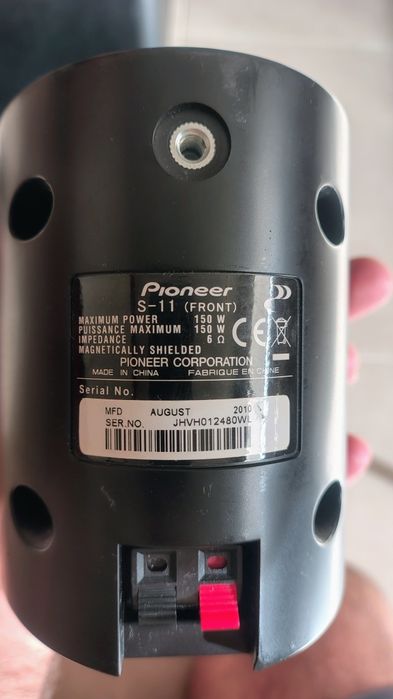 Pioneer
S-11 (FRONT)
MAXIMUM POWER 150 W
PUISSANCE MAXIMUM 150 W
IMPEDANCE 6 Ω
MAGNETICALLY SHIELDED
CE
PIONEER CORPORATION
MADE IN CHINA FABRIQUE EN CHINE
Serial No.
MFD AUGUST 2010
SER.NO. JHVH012480WL